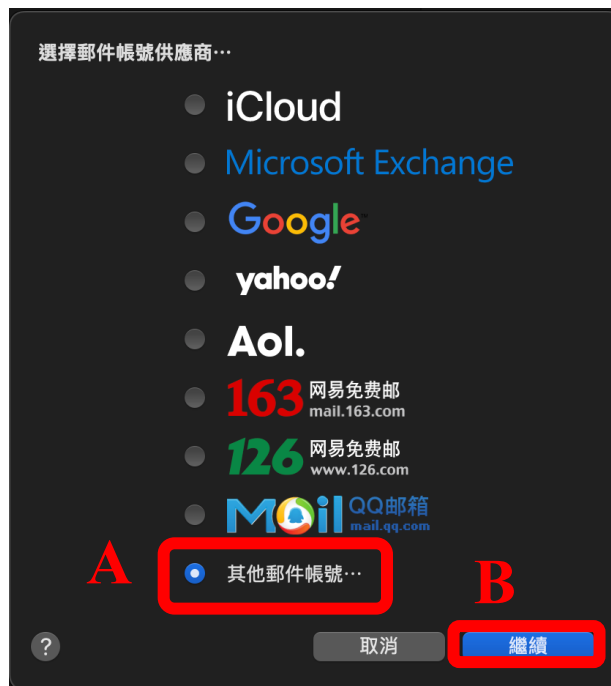 選擇郵件帳號供應商…
iCloud
Microsoft Exchange
Google
yahoo!
Aol.
163 网易免费邮
mail.163.com
126 网易免费邮
www.126.com
Mail QQ邮箱
mail.qq.com
A
其他郵件帳號…
B
?
取消
繼續